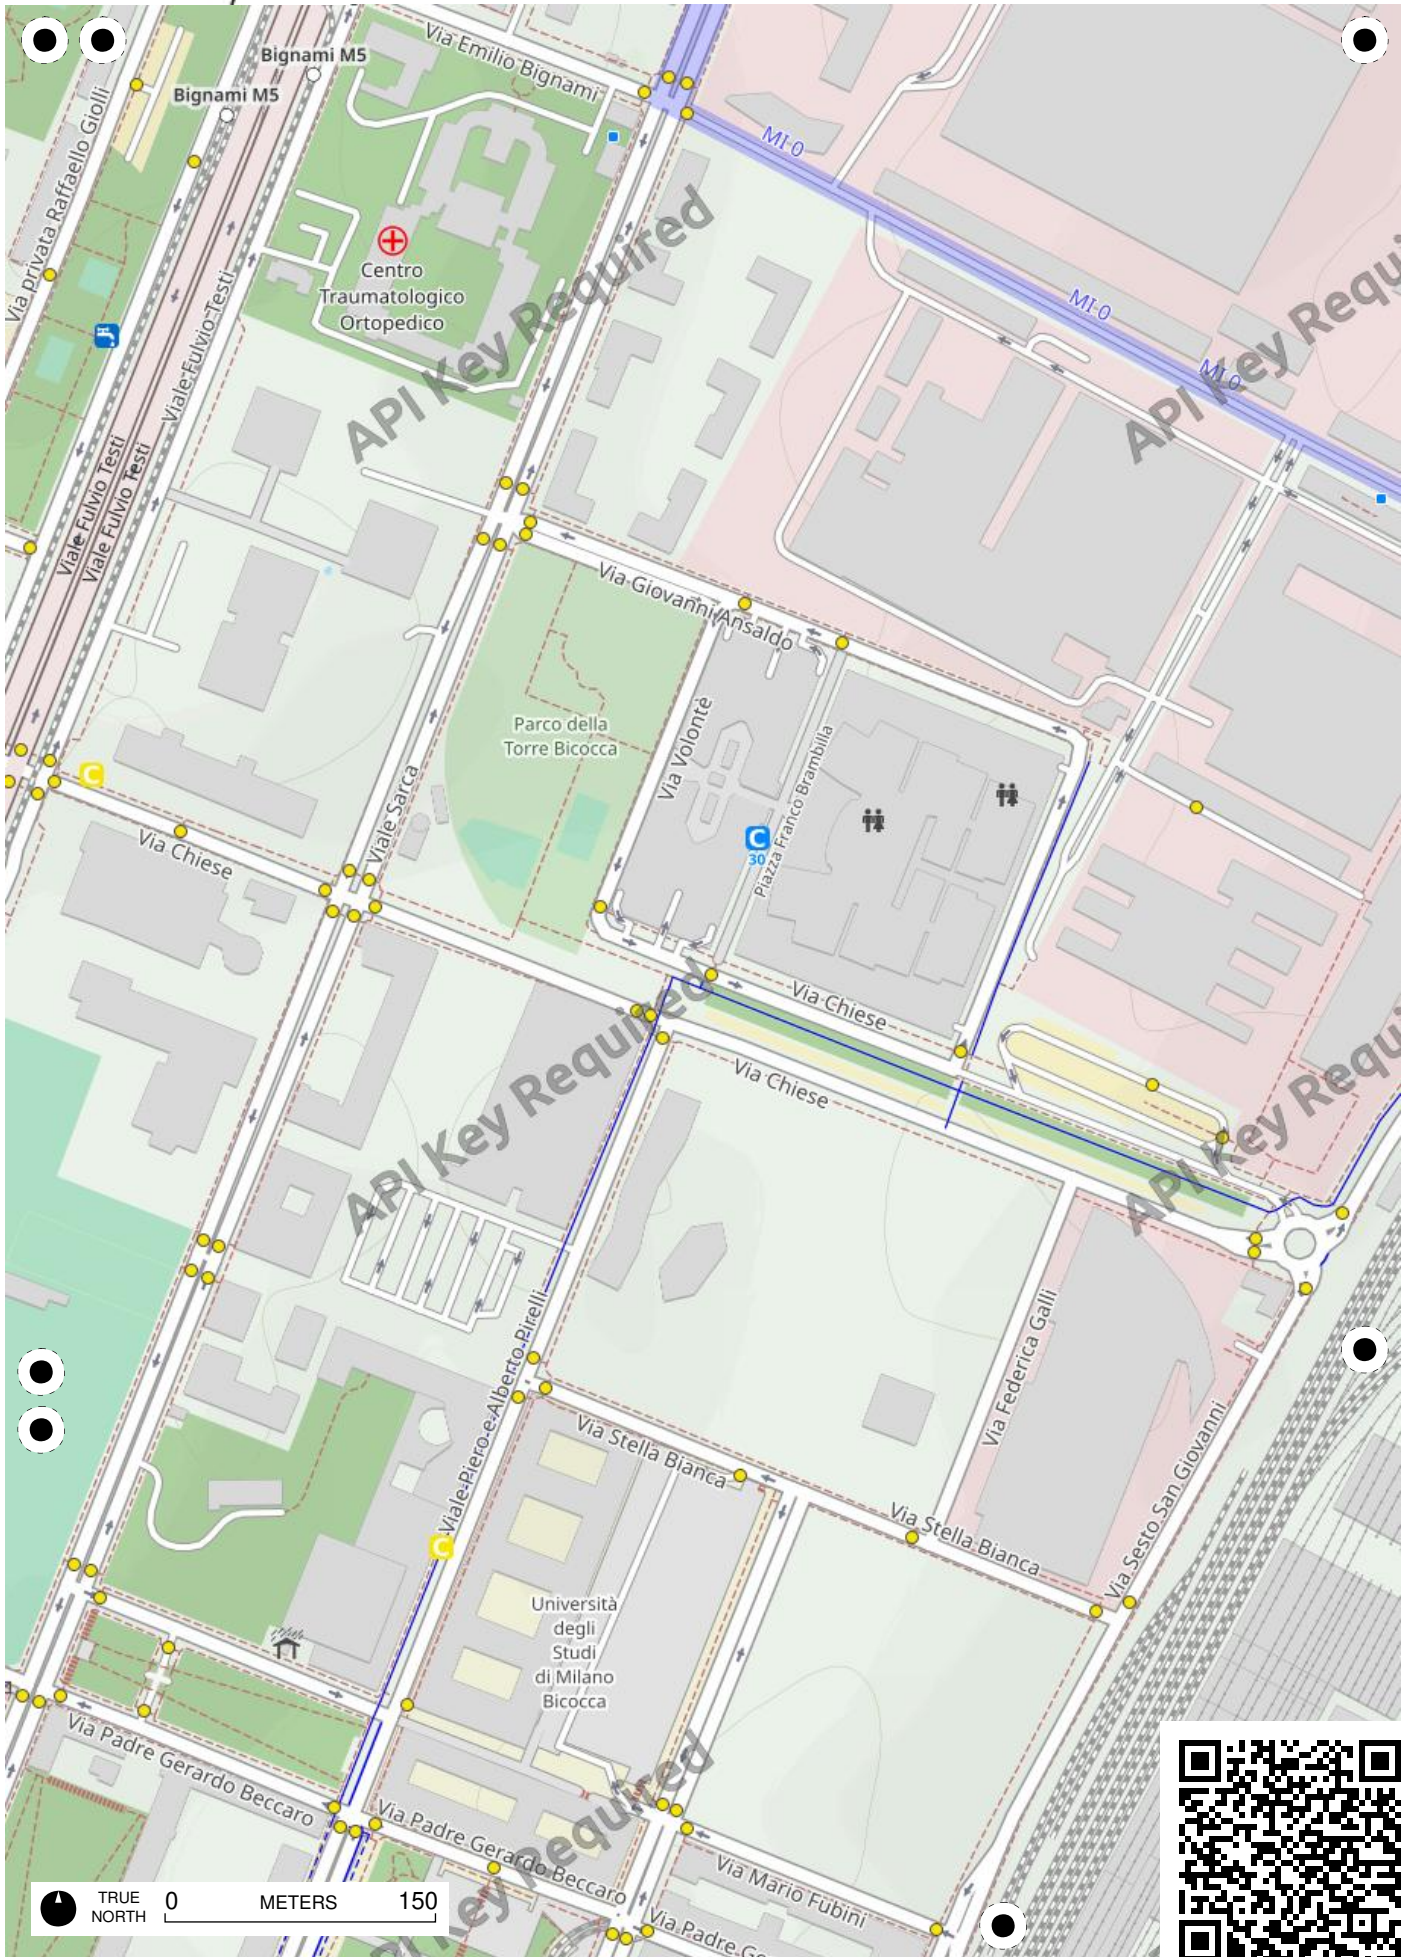 Via Emilio Bignami
Bignami M5
Bignami M5
Via privata Raffaello Giolli
MI 0
API Key Required
API Key Requi
Centro
Traumatologico
Ortopedico
MI 0
MI 0
Viale Fulvio Testi
Viale Fulvio Testi
Viale Fulvio Testi
Via Giovanni Ansaldo
Parco della
Torre Bicocca
Via Volontè
Piazza Franco Brambilla
C
C
30
Viale Sarca
Via Chiese
API Key Required
API Key Requi
Via Chiese
Via Chiese
Viale Piero e Alberto Pirelli
Via Federica Galli
Via Stella Bianca
Via Sesto San Giovanni
Via Stella Bianca
C
Università
degli
Studi
di Milano
Bicocca
Via Padre Gerardo Beccaro
API Key Required
Via Padre Gerardo Beccaro
Via Mario Fubini
Via Padre Ge
TRUE
NORTH
0 METERS 150